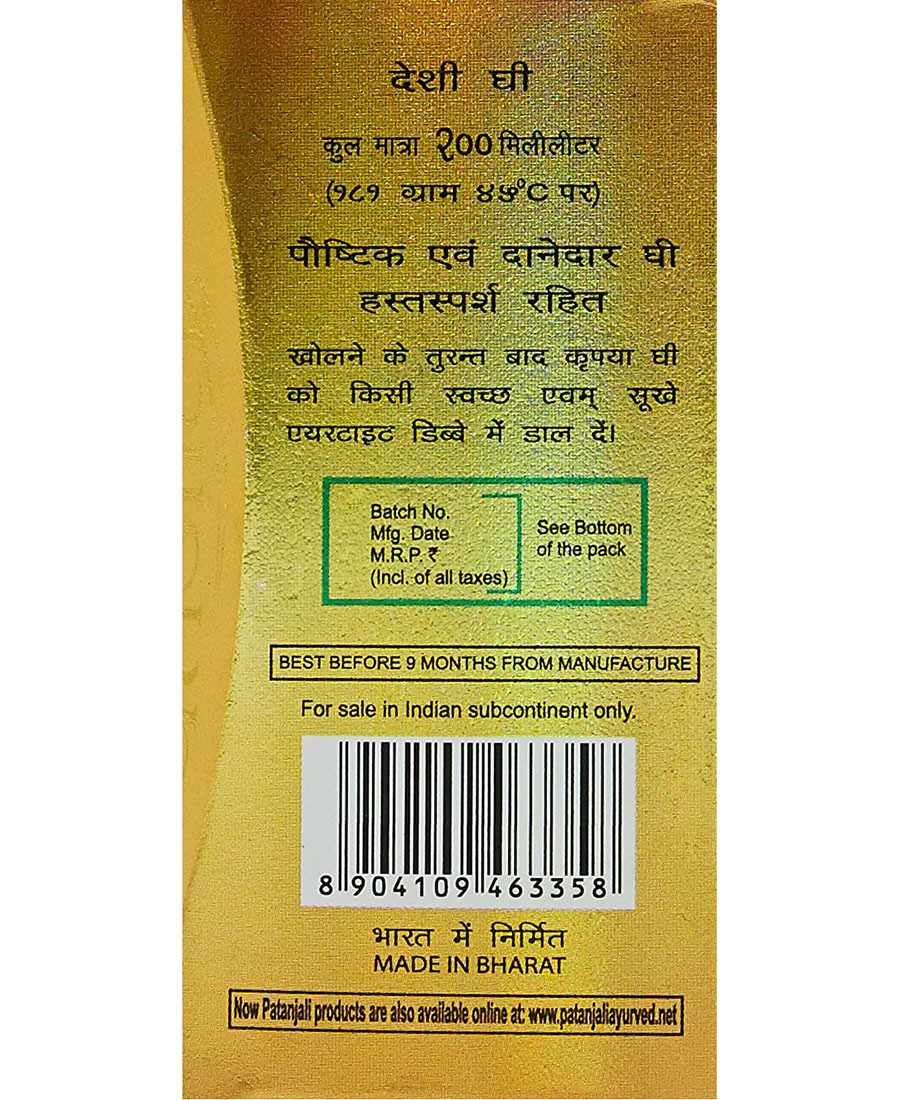 देशी घी
कुल मात्रा २00 मिलीलीटर
(१८१ ग्राम ४५°C पर)
पौष्टिक एवं दानेदार घी
हस्तस्पर्श रहित
खोलने के तुरन्त बाद कृपया घी
को किसी स्वच्छ एवम् सूखे
एयरटाइट डिब्बे में डाल दें।
Batch No.
Mfg. Date
M.R.P. ₹
(Incl. of all taxes)
See Bottom
of the pack
BEST BEFORE 9 MONTHS FROM MANUFACTURE
For sale in Indian subcontinent only.
8 904109 463358
भारत में निर्मित
MADE IN BHARAT
Now Patanjali products are also available online at: www.patanjaliayurved.net